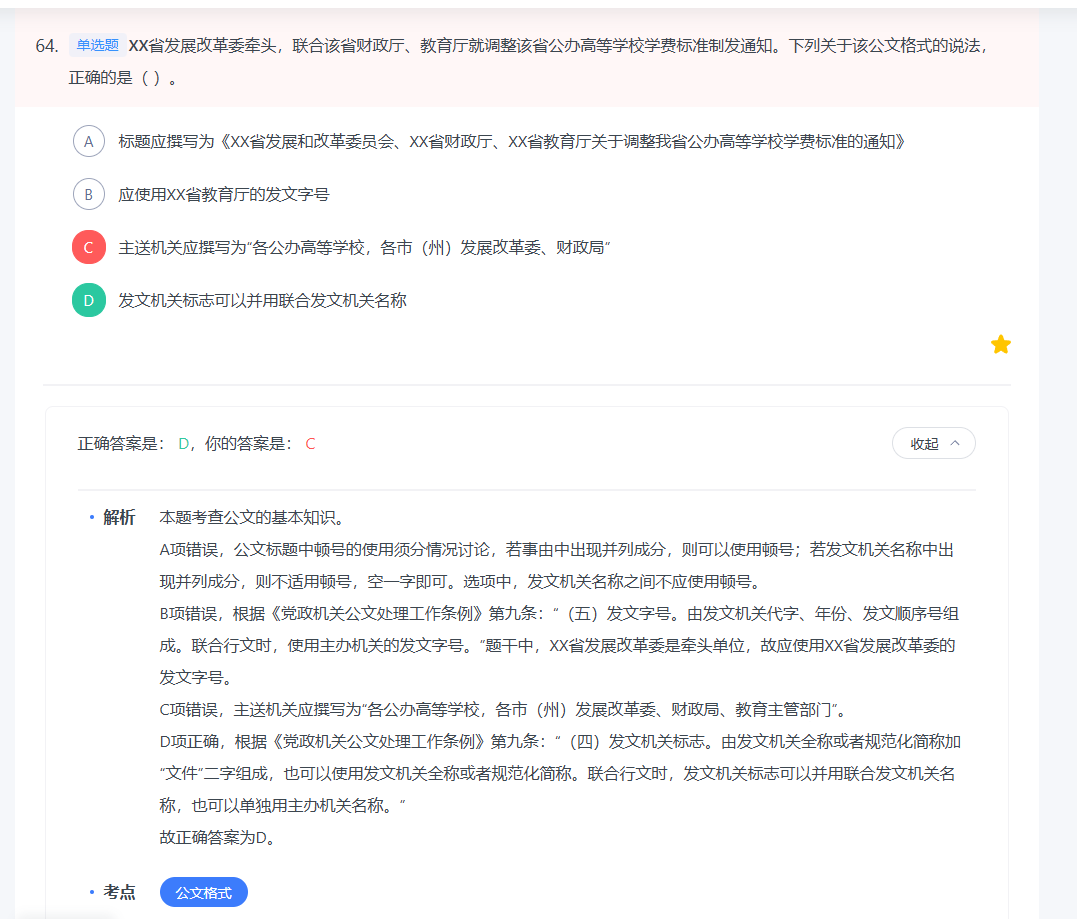 64. 单选题 XX省发展改革委牵头，联合该省财政厅、教育厅就调整该省公办高等学校学费标准制发通知。下列关于该公文格式的说法，
正确的是（ ）。
A 标题应撰写为《XX省发展和改革委员会、XX省财政厅、XX省教育厅关于调整我省公办高等学校学费标准的通知》
B 应使用XX省教育厅的发文字号
C 主送机关应撰写为“各公办高等学校，各市（州）发展改革委、财政局”
D 发文机关标志可以并用联合发文机关名称
正确答案是： D，你的答案是： C
收起
解析 本题考查公文的基本知识。
A项错误，公文标题中顿号的使用须分情况讨论，若事由中出现并列成分，则可以使用顿号；若发文机关名称中出
现并列成分，则不适用顿号，空一字即可。选项中，发文机关名称之间不应使用顿号。
B项错误，根据《党政机关公文处理工作条例》第九条：“（五）发文字号。由发文机关代字、年份、发文顺序号组
成。联合行文时，使用主办机关的发文字号。”题干中，XX省发展改革委是牵头单位，故应使用XX省发展改革委的
发文字号。
C项错误，主送机关应撰写为“各公办高等学校，各市（州）发展改革委、财政局、教育主管部门”。
D项正确，根据《党政机关公文处理工作条例》第九条：“（四）发文机关标志。由发文机关全称或者规范化简称加
“文件”二字组成，也可以使用发文机关全称或者规范化简称。联合行文时，发文机关标志可以并用联合发文机关名
称，也可以单独用主办机关名称。”
故正确答案为D。
考点 公文格式